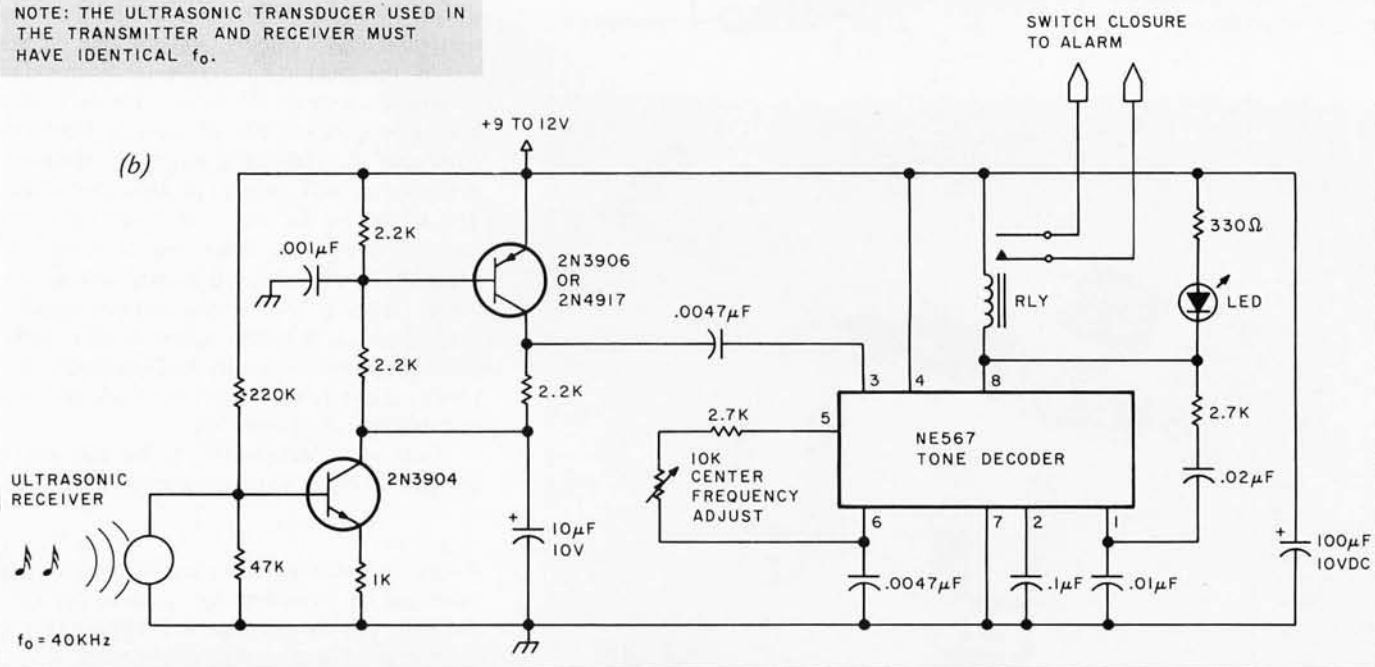 NOTE: THE ULTRASONIC TRANSDUCER USED IN
THE TRANSMITTER AND RECEIVER MUST
HAVE IDENTICAL fo.
SWITCH CLOSURE
TO ALARM
+9 TO 12V
(b)
2.2K
.001µF
2N3906
OR
2N4917
330Ω
RLY
LED
.0047µF
2.2K
220K
2.2K
3
4
8
2.7K
5
2.7K
NE567
TONE DECODER
10K
CENTER
FREQUENCY
ADJUST
2N3904
ULTRASONIC
RECEIVER
.02µF
6
7
2
1
+
10µF
10V
+
100µF
10VDC
47K
1K
.0047µF
.1µF
.01µF
fo = 40KHz